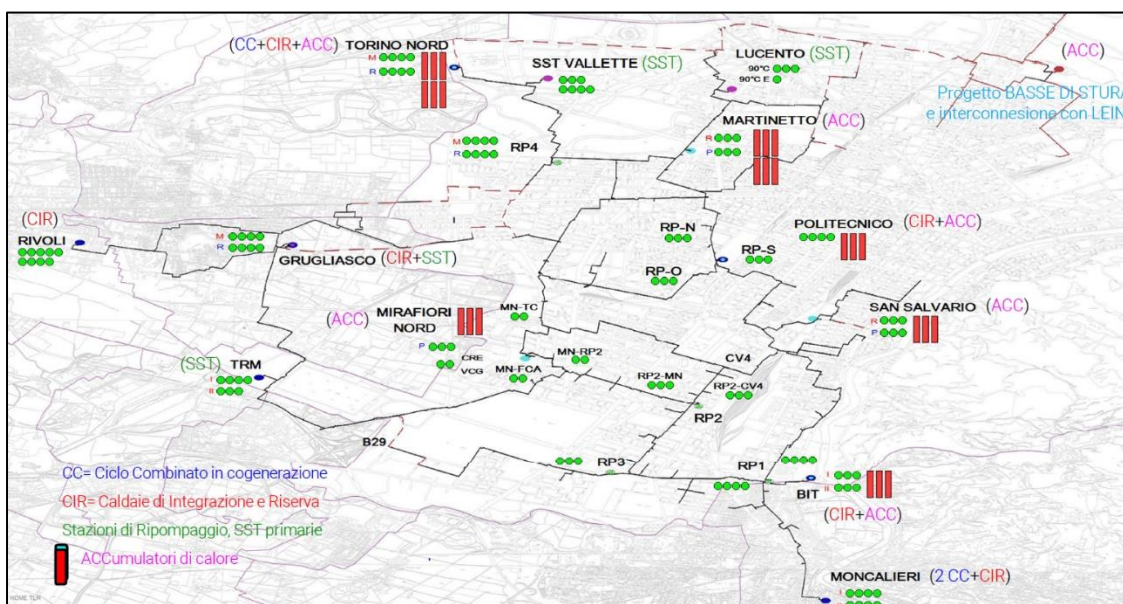 (CC+CIR+ACC)
TORINO NORD
M
R
SST VALLETTE (SST)
LUCENTO (SST)
90°C
90°C E
(ACC)
Progetto BASSE DI STURA
e interconnesione con LEINI
MARTINETTO (ACC)
R
P
M
R
RP4
(CIR)
RIVOLI
M
R
GRUGLIASCO (CIR+SST)
I
RP-N
RP-S
RP-O
POLITECNICO (CIR+ACC)
(ACC)
MIRAFIORI
NORD
MN-TC
P
CRE
VCG
MN-FCA
MN-RP2
SAN SALVARIO (ACC)
R
P
(SST)
TRM
I
II
CV4
RP2-MN
RP2-CV4
RP2
B29
RP3
RP1
BIT
I
II
(CIR+ACC)
MONCALIERI (2 CC+CIR)
I
CC= Ciclo Combinato in cogenerazione
CIR= Caldaie di Integrazione e Riserva
Stazioni di Ripompaggio, SST-primarie
ACCumulatori di calore
HOME TLR